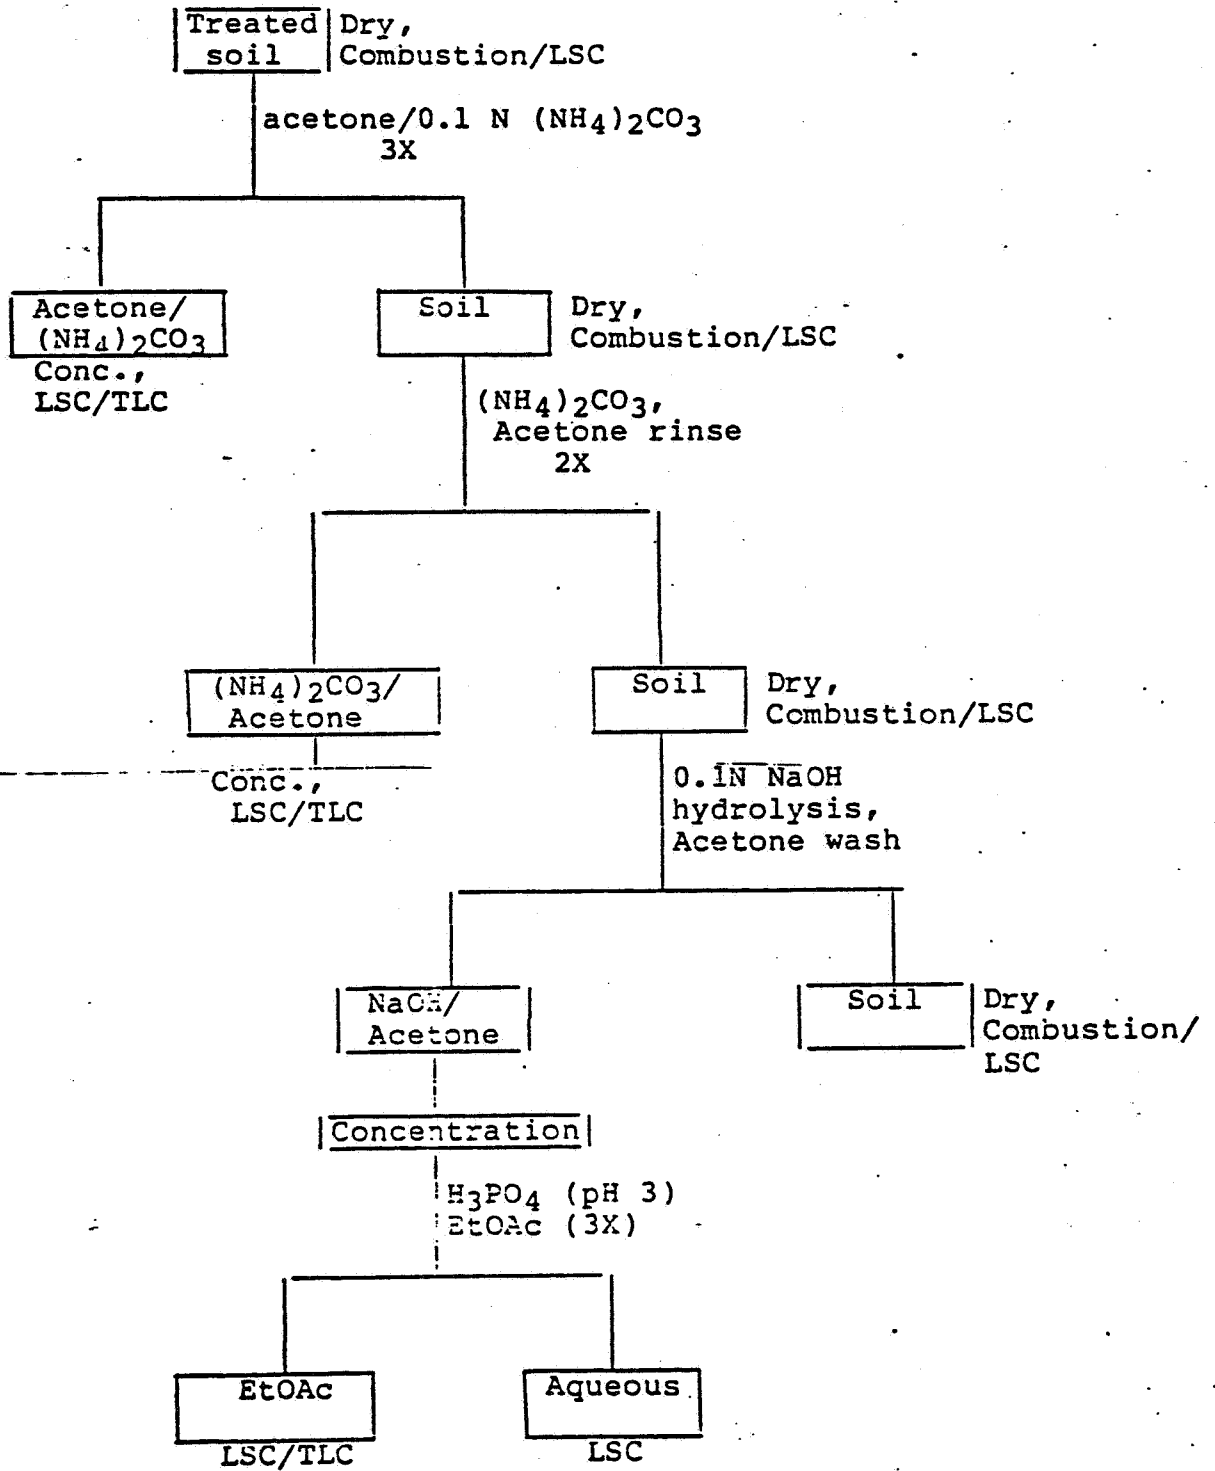 Treated soil
Dry,
Combustion/LSC
acetone/0.1 N (NH4)2CO3
3X
Acetone/
(NH4)2CO3
Conc.,
LSC/TLC
Soil
Dry,
Combustion/LSC
(NH4)2CO3,
Acetone rinse
2X
(NH4)2CO3/
Acetone
Conc.,
LSC/TLC
Soil
Dry,
Combustion/LSC
0.1N NaOH
hydrolysis,
Acetone wash
NaOH/
Acetone
Soil
Dry,
Combustion/
LSC
Concentration
H3PO4 (pH 3)
EtOAc (3X)
EtOAc
LSC/TLC
Aqueous
LSC